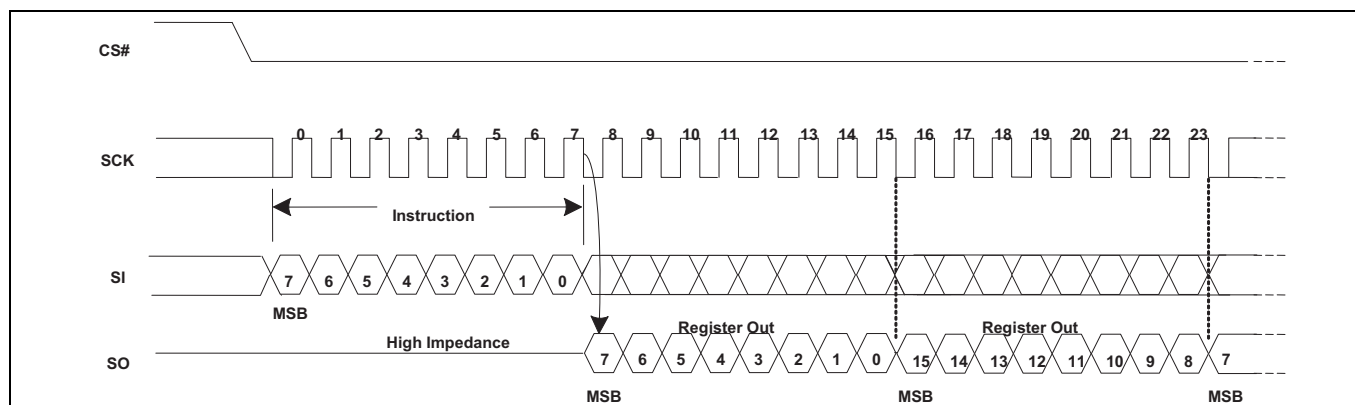 CS#
0 1 2 3 4 5 6 7 8 9 10 11 12 13 14 15 16 17 18 19 20 21 22 23
SCK
Instruction
SI
7 6 5 4 3 2 1 0
MSB
High Impedance
Register Out
Register Out
SO
7 6 5 4 3 2 1 0 15 14 13 12 11 10 9 8 7
MSB
MSB
MSB